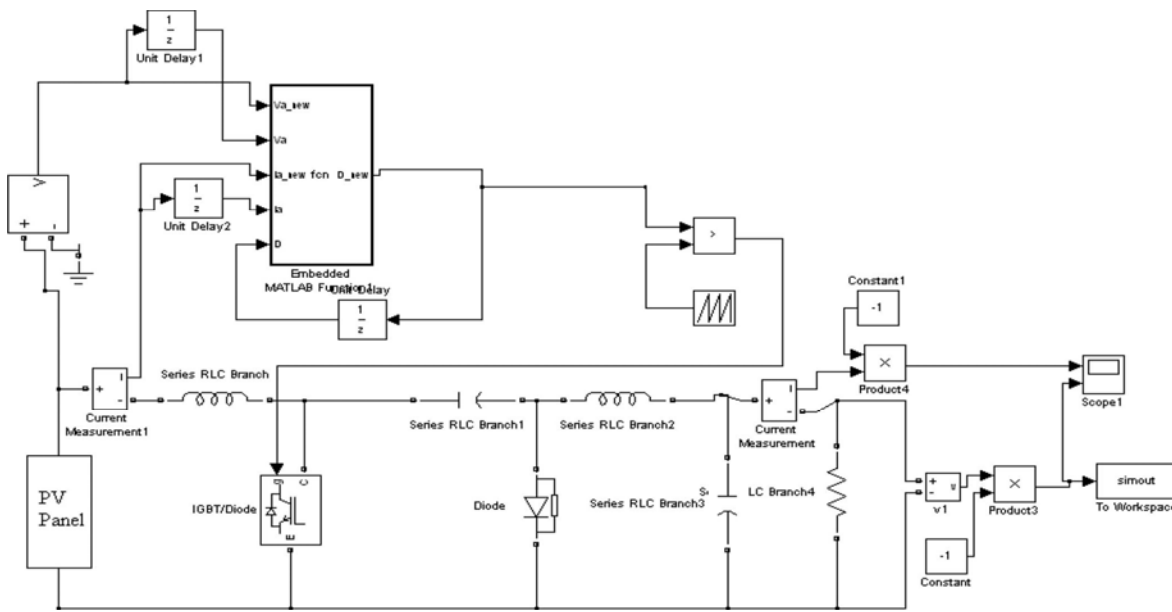 1
z
Unit Delay1
Va_new
Va
Ia_new fcn D_new
Ia
D
1
z
Unit Delay2
Embedded
MATLAB Function1
Unit Delay
1
z
V
+
-
>
Constant1
-1
×
Product4
Scope1
Series RLC Branch
+
-
I
Current
Measurement1
Series RLC Branch1
Series RLC Branch2
+
-
I
Current
Measurement
PV
Panel
g
C
E
IGBT/Diode
Diode
S
Series RLC Branch3
LC Branch4
+
-
v
v1
×
Product3
simout
To Workspace
-1
Constant